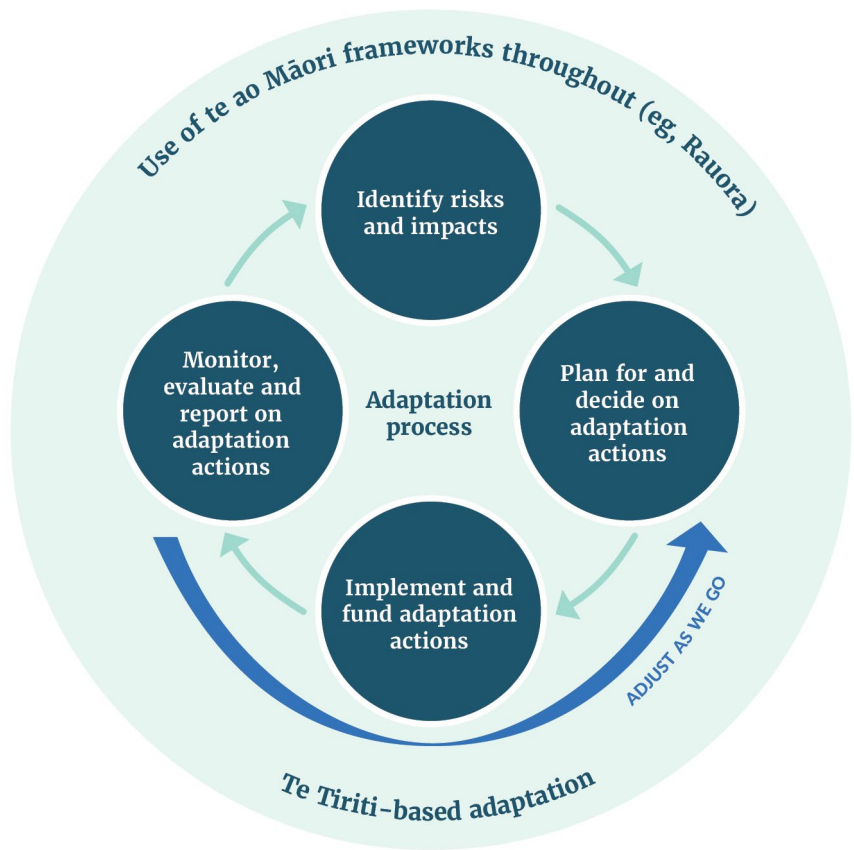 Use of te ao Māori frameworks throughout (eg, Rauora)
Identify risks
and impacts
Plan for and
decide on
adaptation
actions
Implement and
fund adaptation
actions
Monitor,
evaluate and
report on
adaptation
actions
Adaptation
process
ADJUST AS WE GO
Te Tiriti-based adaptation